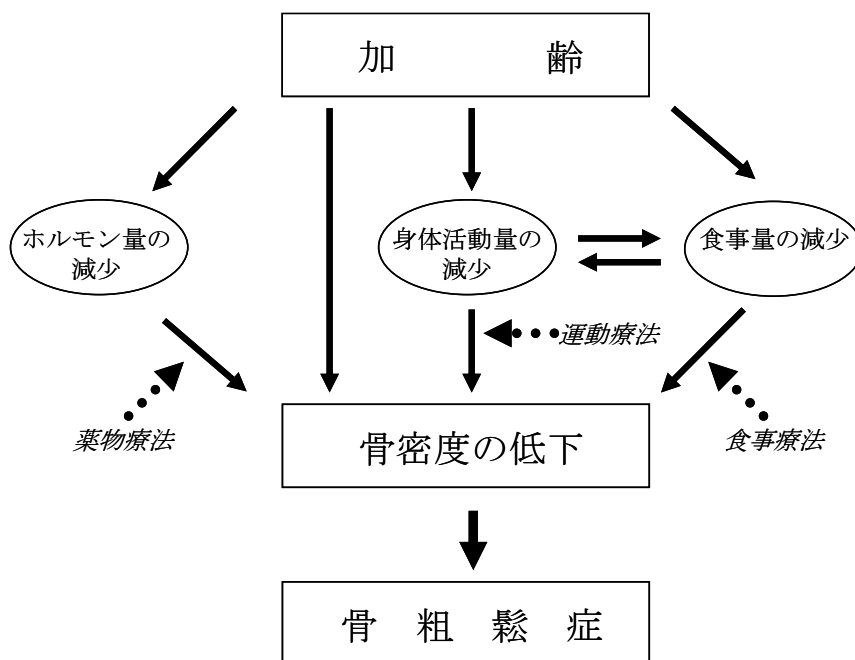 加 齢
ホルモン量の
減少
身体活動量の
減少
食事量の減少
運動療法
薬物療法
食事療法
骨密度の低下
骨 粗 鬆 症